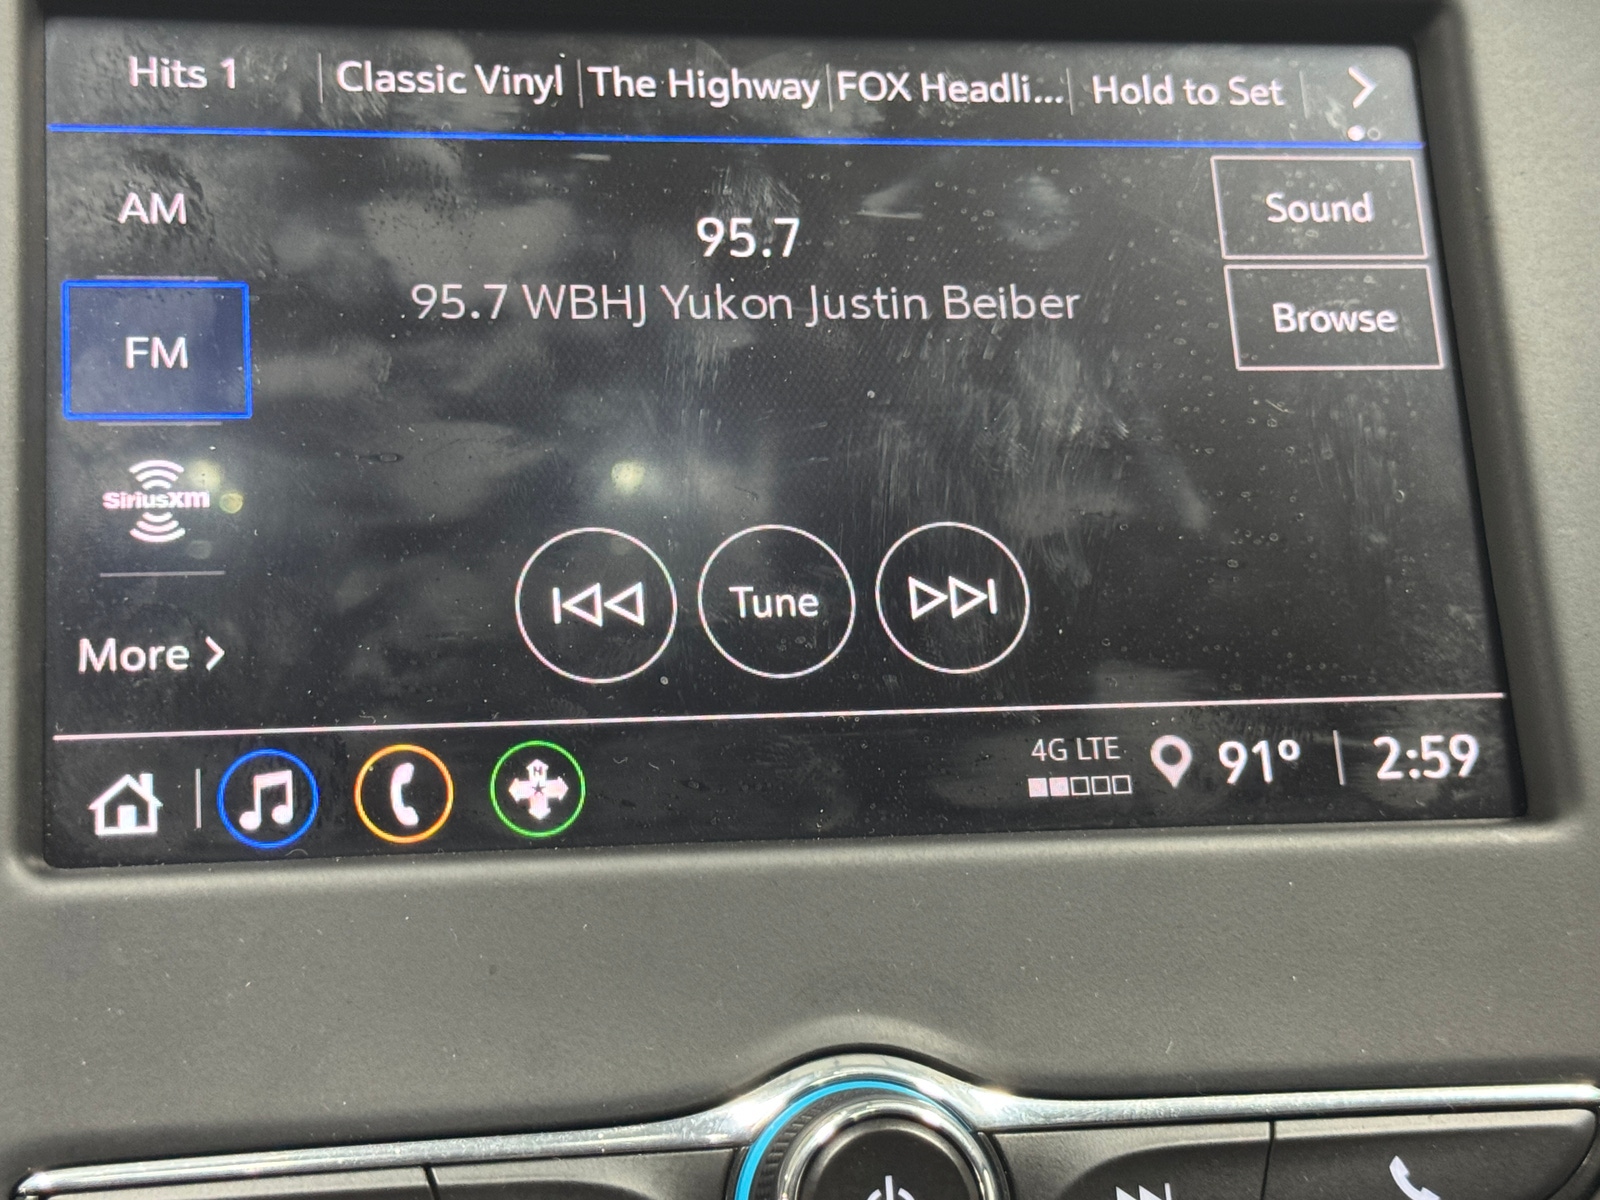 Hits 1 Classic Vinyl The Highway FOX Headli... Hold to Set
AM
Sound
95.7
95.7 WBHJ Yukon Justin Beiber
Browse
FM
SiriusXm
Tune
More
N
4G LTE
91° 2:59